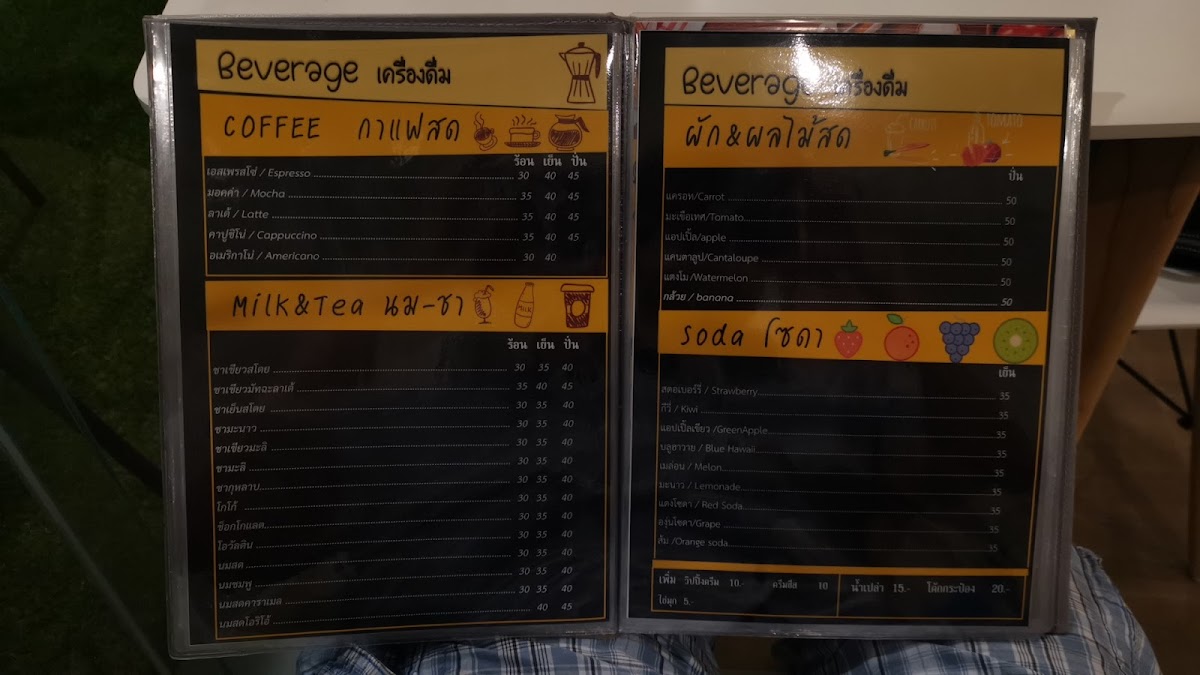 Beverage เครื่องดื่ม
COFFEE กาแฟสด
ร้อน เย็น ปั่น
เอสเพรสโซ่ / Espresso 30 40 45
มอคค่า / Mocha 35 40 45
ลาเต้ / Latte 35 40 45
คาปูชิโน่ / Cappuccino 35 40 45
อเมริกาโน่ / Americano 30 40
Milk&Tea นม-ชา
ร้อน เย็น ปั่น
ชาเขียวสโตย 30 35 40
ชาเขียวมัทฉะลาเต้ 35 40 45
ชาเย็นสโตย 30 35 40
ชามะนาว 30 35 40
ชาเขียวมะลิ 30 35 40
ชามะลิ 30 35 40
ชากุหลาบ 30 35 40
โกโก้ 30 35 40
ช็อกโกแลต 30 35 40
โอวัลติน 30 35 40
นมสด 30 35 40
นมชมพู 30 35 40
นมสดคาราเมล 30 35 40
นมสดโอริโอ้ 40 45
Beverage เครื่องดื่ม
ผัก&ผลไม้สด CARROT TOMATO
ปั่น
แครอท/Carrot 50
มะเขือเทศ/Tomato 50
แอปเปิ้ล/apple 50
แคนตาลูป/Cantaloupe 50
แตงโม/Watermelon 50
กล้วย / banana 50
Soda โซดา
เย็น
สตอเบอร์รี่ / Strawberry 35
กีวี่ / Kiwi 35
แอปเปิ้ลเขียว /GreenApple 35
บลูฮาวาย / Blue Hawaii 35
เมล่อน / Melon 35
มะนาว / Lemonade 35
แดงโซดา / Red Soda 35
องุ่นโซดา/Grape 35
ส้ม /Orange soda 35
เพิ่ม วิปปิ้งครีม 10.- ครีมชีส 10 น้ำเปล่า 15.- โค๊กกระป๋อง 20.-
ไข่มุก 5.-